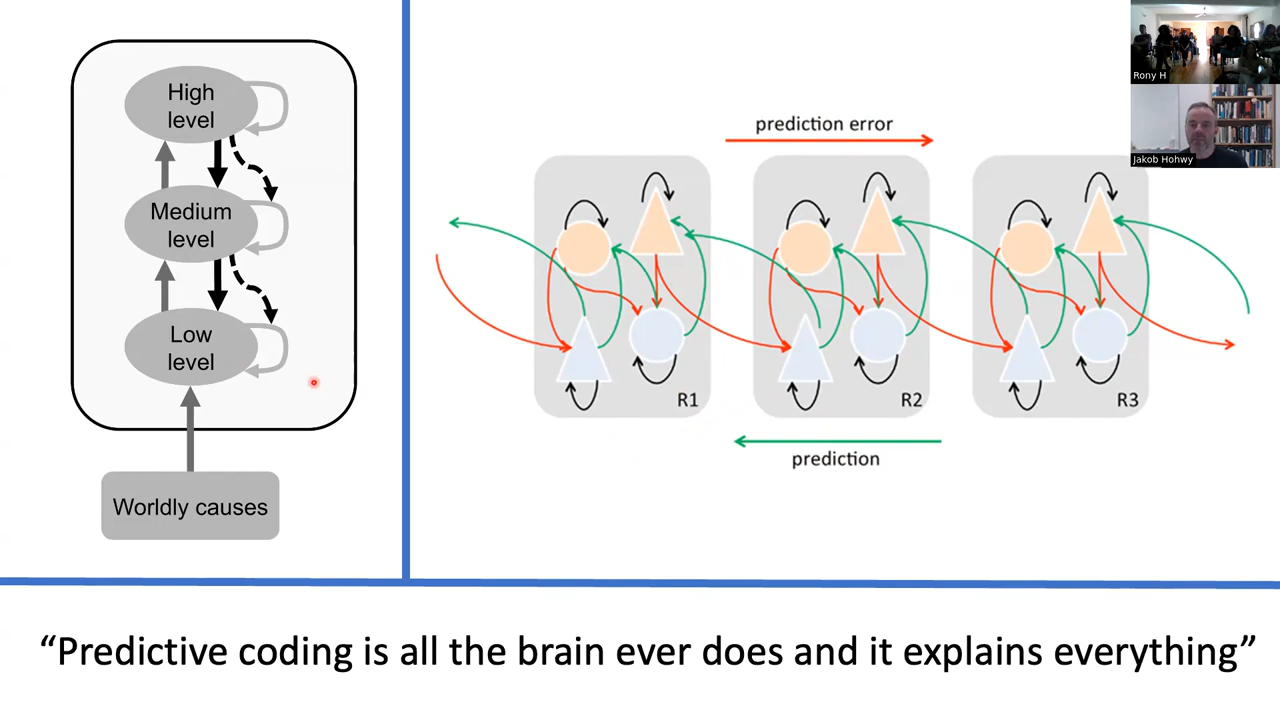 High
level
Medium
level
Low
level
Worldly causes
prediction error
R1
R2
R3
prediction
Rony H
Jakob Hohwy
“Predictive coding is all the brain ever does and it explains everything”